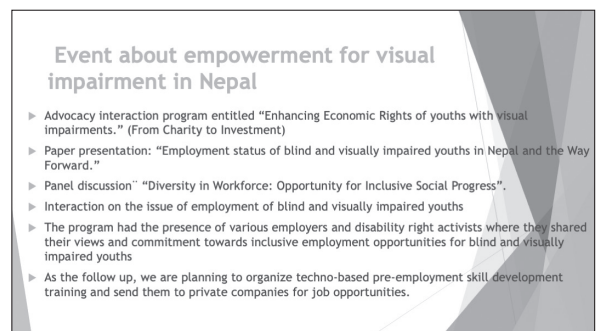 Event about empowerment for visual
impairment in Nepal
▶ Advocacy interaction program entitled “Enhancing Economic Rights of youths with visual
impairments.” (From Charity to Investment)
▶ Paper presentation: “Employment status of blind and visually impaired youths in Nepal and the Way
Forward.”
▶ Panel discussion¨ “Diversity in Workforce: Opportunity for Inclusive Social Progress”.
▶ Interaction on the issue of employment of blind and visually impaired youths
▶ The program had the presence of various employers and disability right activists where they shared
their views and commitment towards inclusive employment opportunities for blind and visually
impaired youths
▶ As the follow up, we are planning to organize techno-based pre-employment skill development
training and send them to private companies for job opportunities.